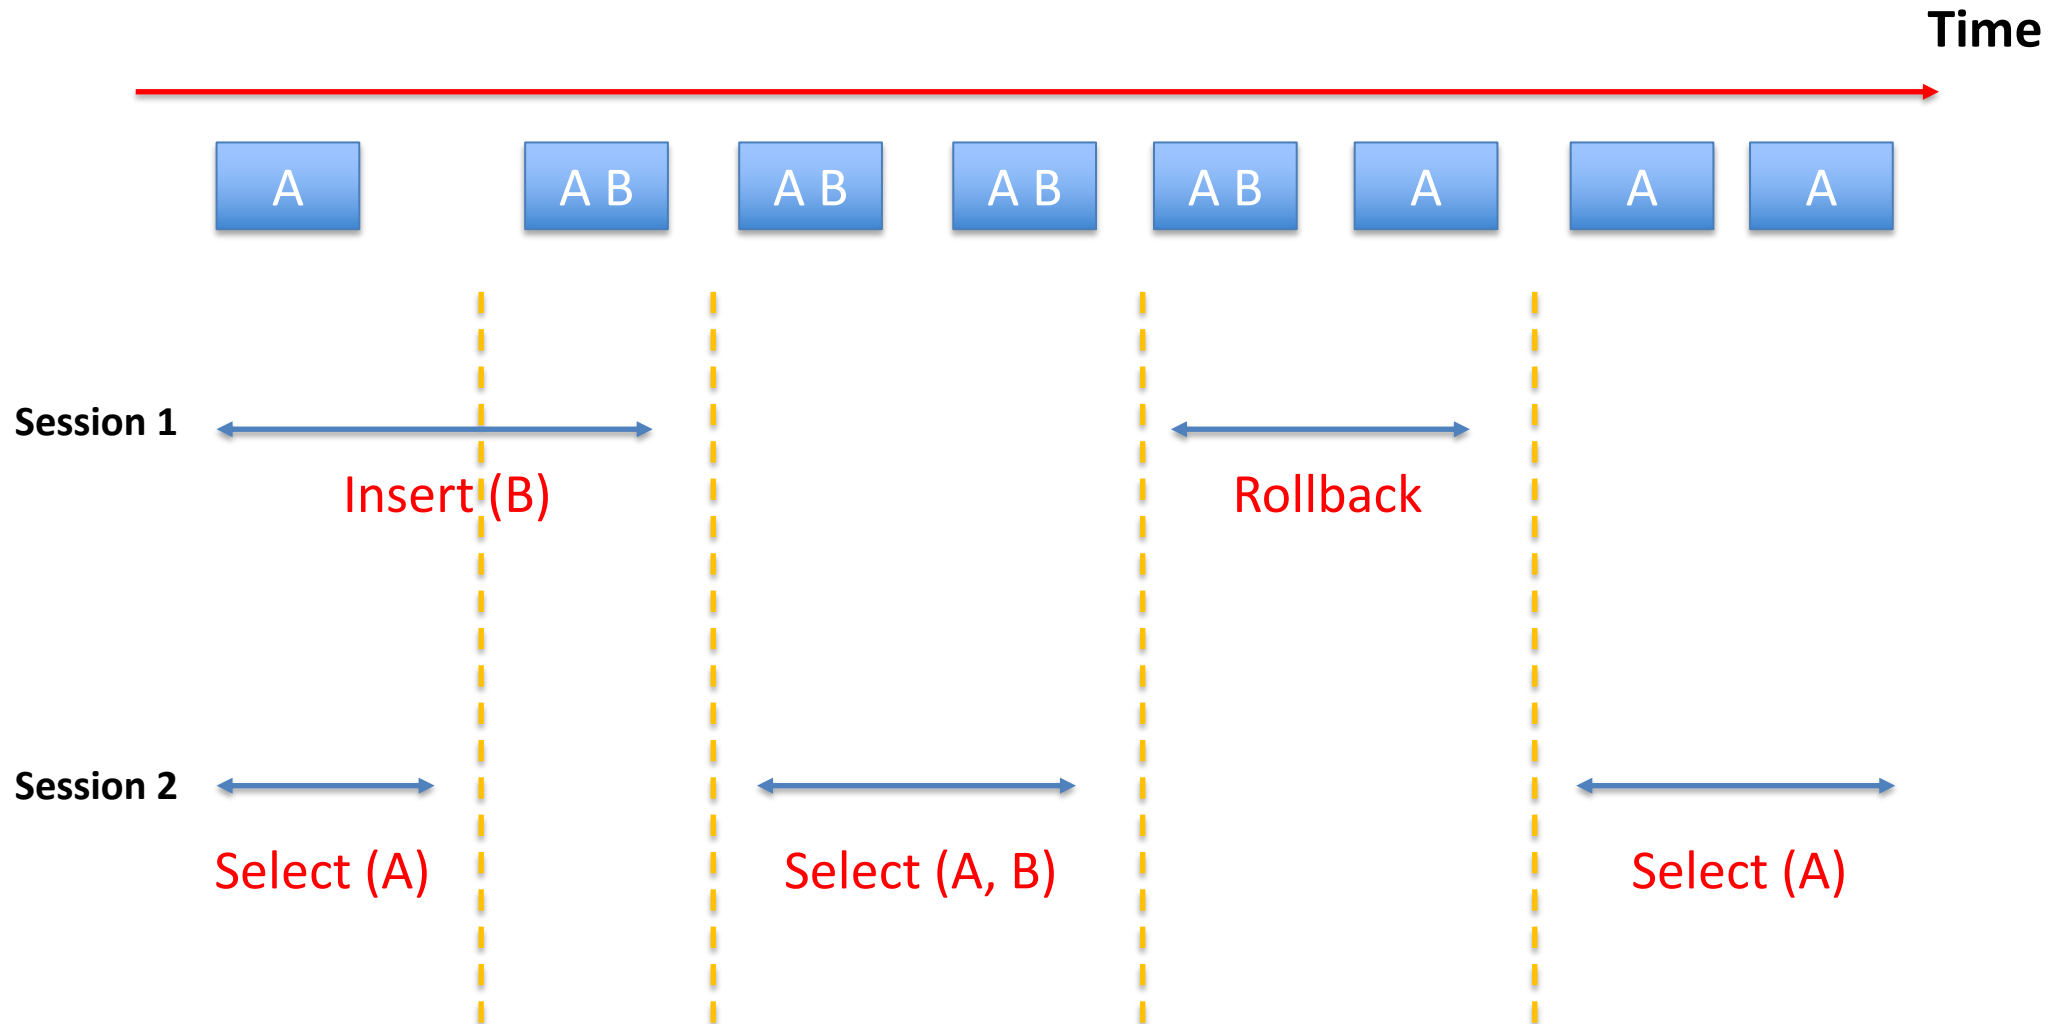 Time
A
A B
A B
A B
A B
A
A
A
Session 1
Insert (B)
Rollback
Session 2
Select (A)
Select (A, B)
Select (A)